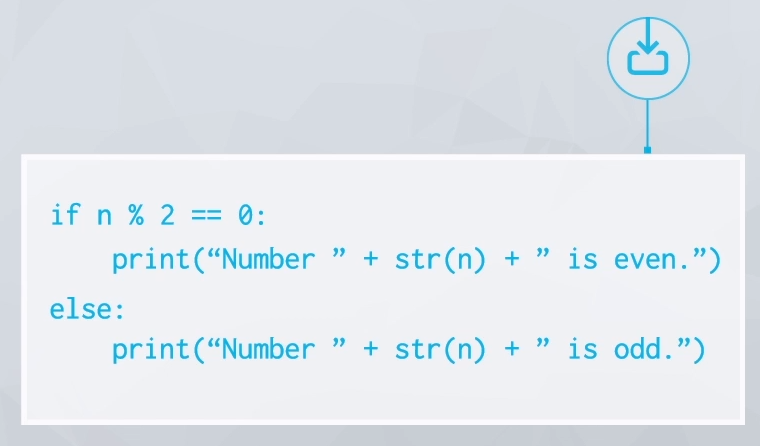 if n % 2 == 0:
    print(“Number ” + str(n) + ” is even.”)
else:
    print(“Number ” + str(n) + ” is odd.”)